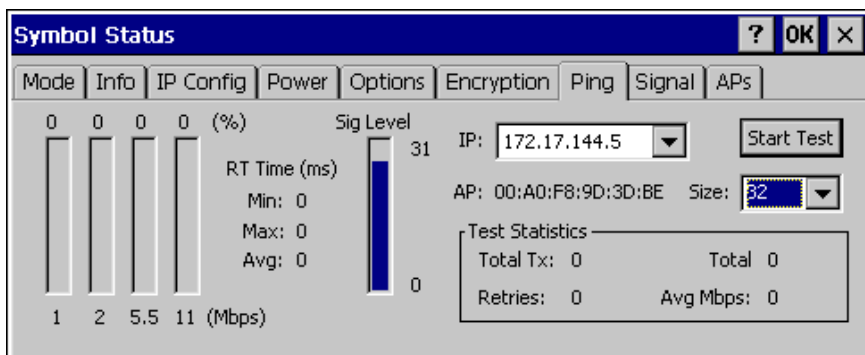 Symbol Status ? OK ×
Mode Info IP Config Power Options Encryption Ping Signal APs
0 0 0 0 (%) Sig Level
31
IP: 172.17.144.5 Start Test
RT Time (ms)
AP: 00:A0:F8:9D:3D:BE Size: 32
Min: 0
Max: 0
Avg: 0
0
Test Statistics
Total Tx: 0 Total 0
Retries: 0 Avg Mbps: 0
1 2 5.5 11 (Mbps)